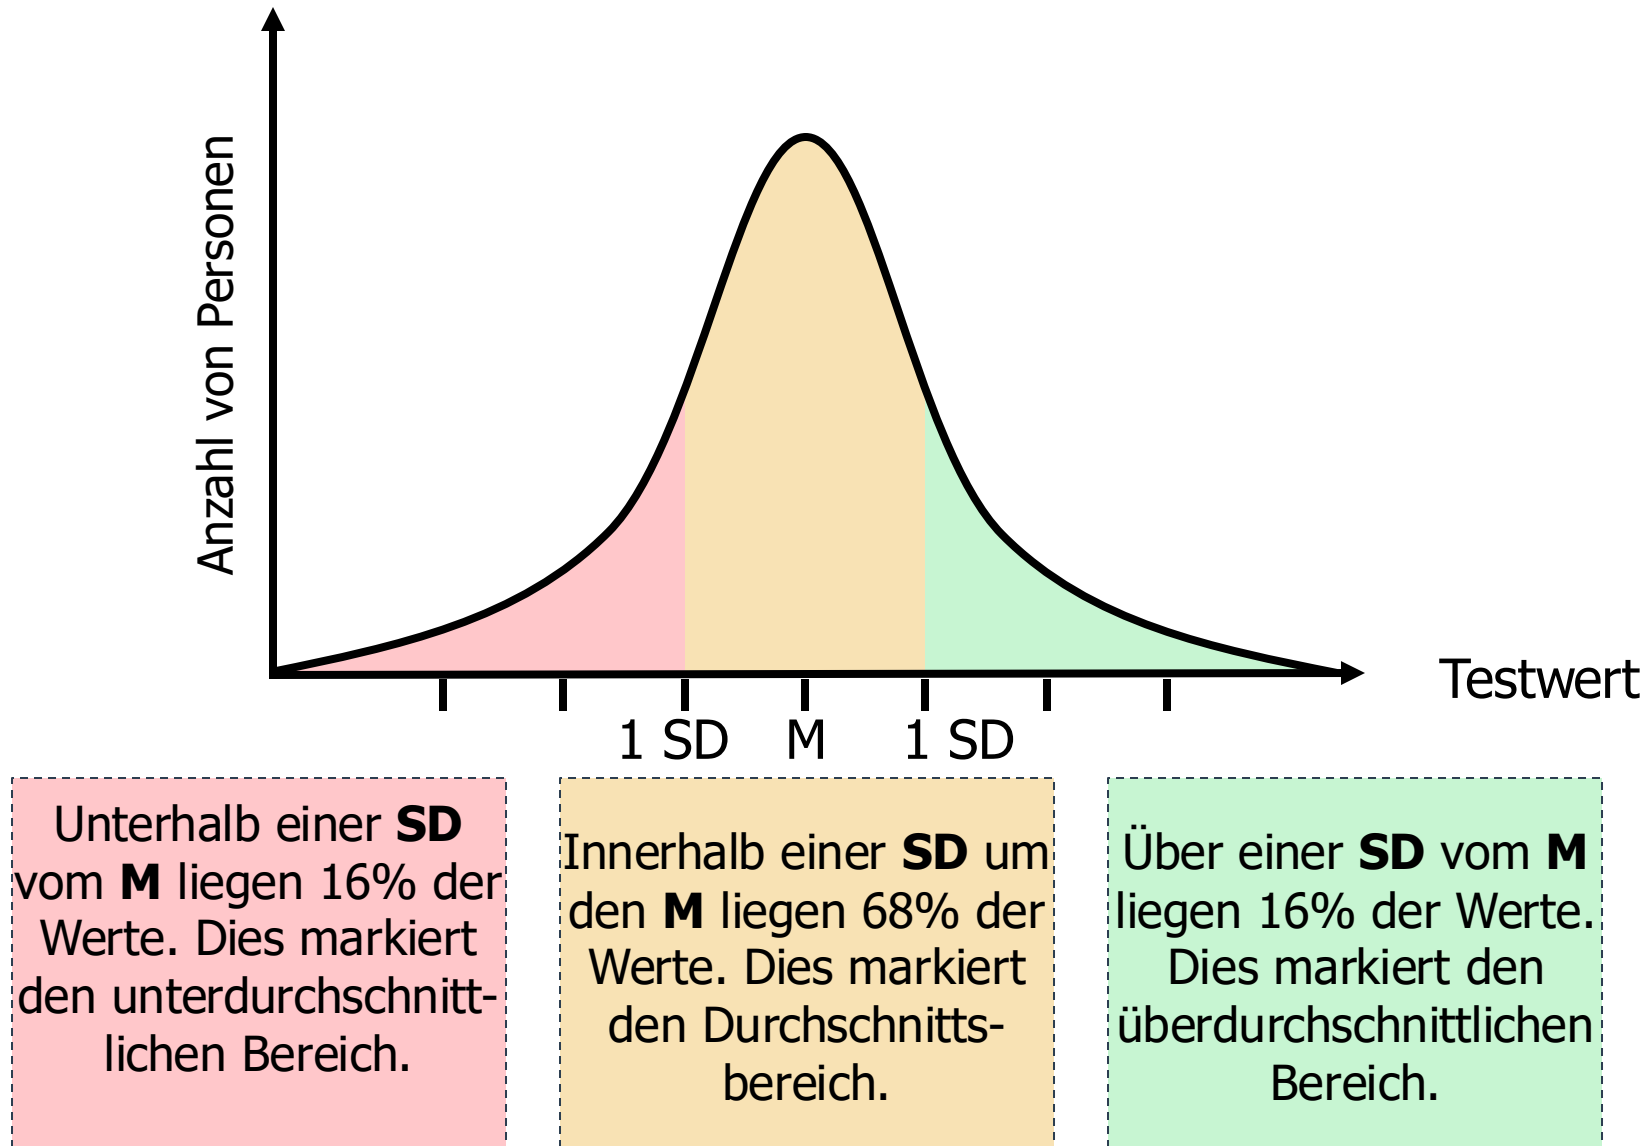 Anzahl von Personen
Testwert
1 SD M 1 SD
Unterhalb einer SD
vom M liegen 16% der
Werte. Dies markiert
den unterdurchschnitt-
lichen Bereich.
Innerhalb einer SD um
den M liegen 68% der
Werte. Dies markiert
den Durchschnitts-
bereich.
Über einer SD vom M
liegen 16% der Werte.
Dies markiert den
überdurchschnittlichen
Bereich.